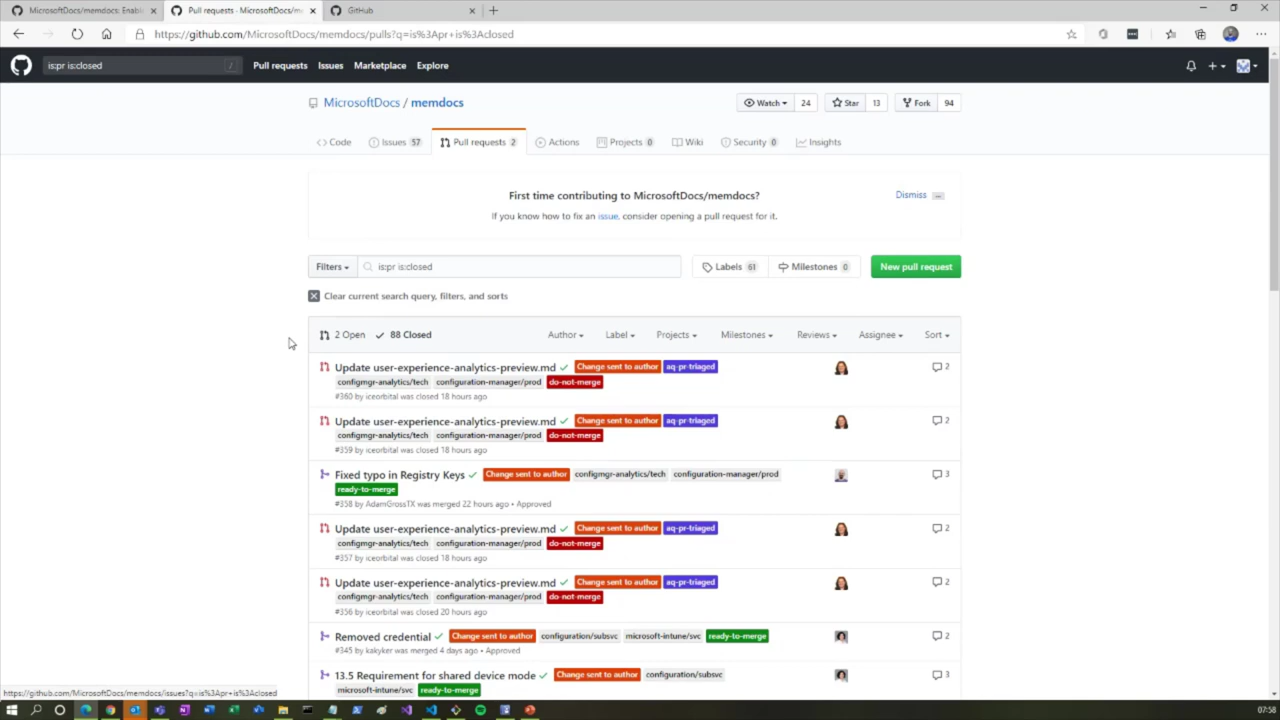 MicrosoftDocs/memdocs: Enabl
Pull requests · MicrosoftDocs/me
GitHub
https://github.com/MicrosoftDocs/memdocs/pulls?q=is%3Apr+is%3Aclosed
is:pr is:closed /
Pull requests Issues Marketplace Explore
MicrosoftDocs / memdocs
Watch 24 Star 13 Fork 94
Code Issues 57 Pull requests 2 Actions Projects 0 Wiki Security 0 Insights
First time contributing to MicrosoftDocs/memdocs?
Dismiss
If you know how to fix an issue, consider opening a pull request for it.
Filters is:pr is:closed Labels 61 Milestones 0 New pull request
Clear current search query, filters, and sorts
2 Open 88 Closed Author Label Projects Milestones Reviews Assignee Sort
Update user-experience-analytics-preview.md Change sent to author aq-pr-triaged 2
configmgr-analytics/tech configuration-manager/prod do-not-merge
#360 by iceorbital was closed 18 hours ago
Update user-experience-analytics-preview.md Change sent to author aq-pr-triaged 2
configmgr-analytics/tech configuration-manager/prod do-not-merge
#359 by iceorbital was closed 18 hours ago
Fixed typo in Registry Keys Change sent to author configmgr-analytics/tech configuration-manager/prod 3
ready-to-merge
#358 by AdamGrossTX was merged 22 hours ago • Approved
Update user-experience-analytics-preview.md Change sent to author aq-pr-triaged 2
configmgr-analytics/tech configuration-manager/prod do-not-merge
#357 by iceorbital was closed 18 hours ago
Update user-experience-analytics-preview.md Change sent to author aq-pr-triaged 2
configmgr-analytics/tech configuration-manager/prod do-not-merge
#356 by iceorbital was closed 20 hours ago
Removed credential Change sent to author configuration/subsvc microsoft-intune/svc ready-to-merge 2
#345 by kakyker was merged 4 days ago • Approved
13.5 Requirement for shared device mode Change sent to author configuration/subsvc 3
microsoft-intune/svc ready-to-merge
https://github.com/MicrosoftDocs/memdocs/issues?q=is%3Apr+is%3Aclosed
07:58